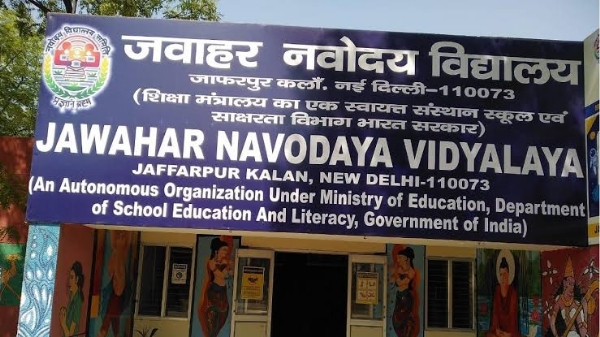 जवाहर नवोदय विद्यालय
जाफरपुर कलाँ, नई दिल्ली-110073
(शिक्षा मंत्रालय का एक स्वायत्त संस्थान स्कूल एवं
साक्षरता विभाग भारत सरकार)
JAWAHAR NAVODAYA VIDYALAYA
JAFFARPUR KALAN, NEW DELHI-110073
(An Autonomous Organization Under Ministry of Education, Department
of School Education And Literacy, Government of India)